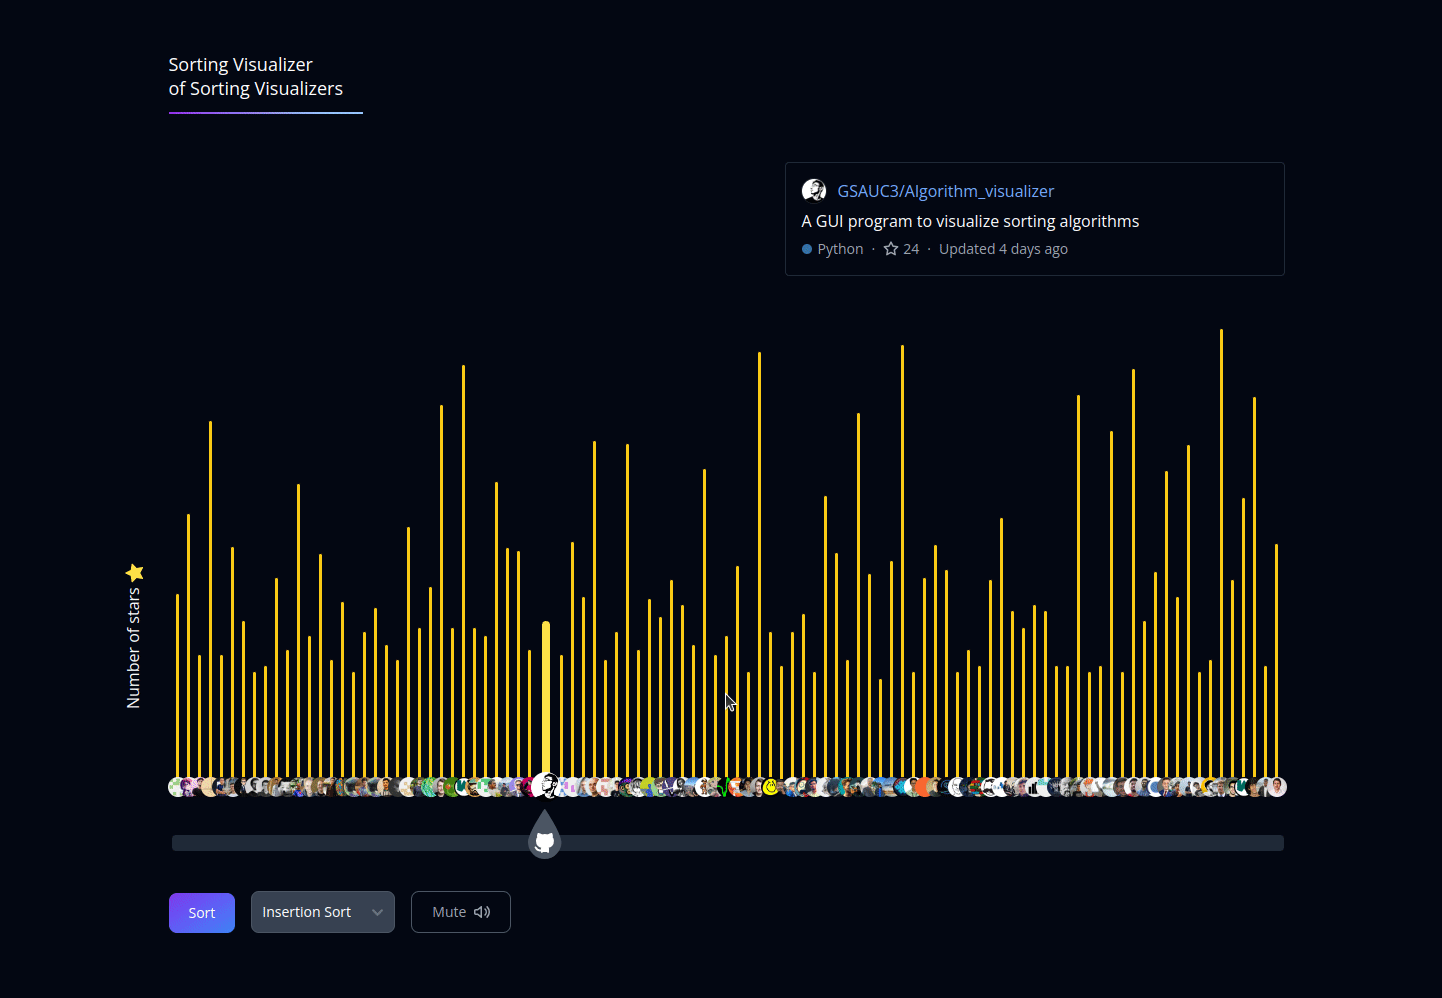 Sorting Visualizer
of Sorting Visualizers
GSAUC3/Algorithm_visualizer
A GUI program to visualize sorting algorithms
Python · 24 · Updated 4 days ago
Number of stars
Sort
Insertion Sort
Mute